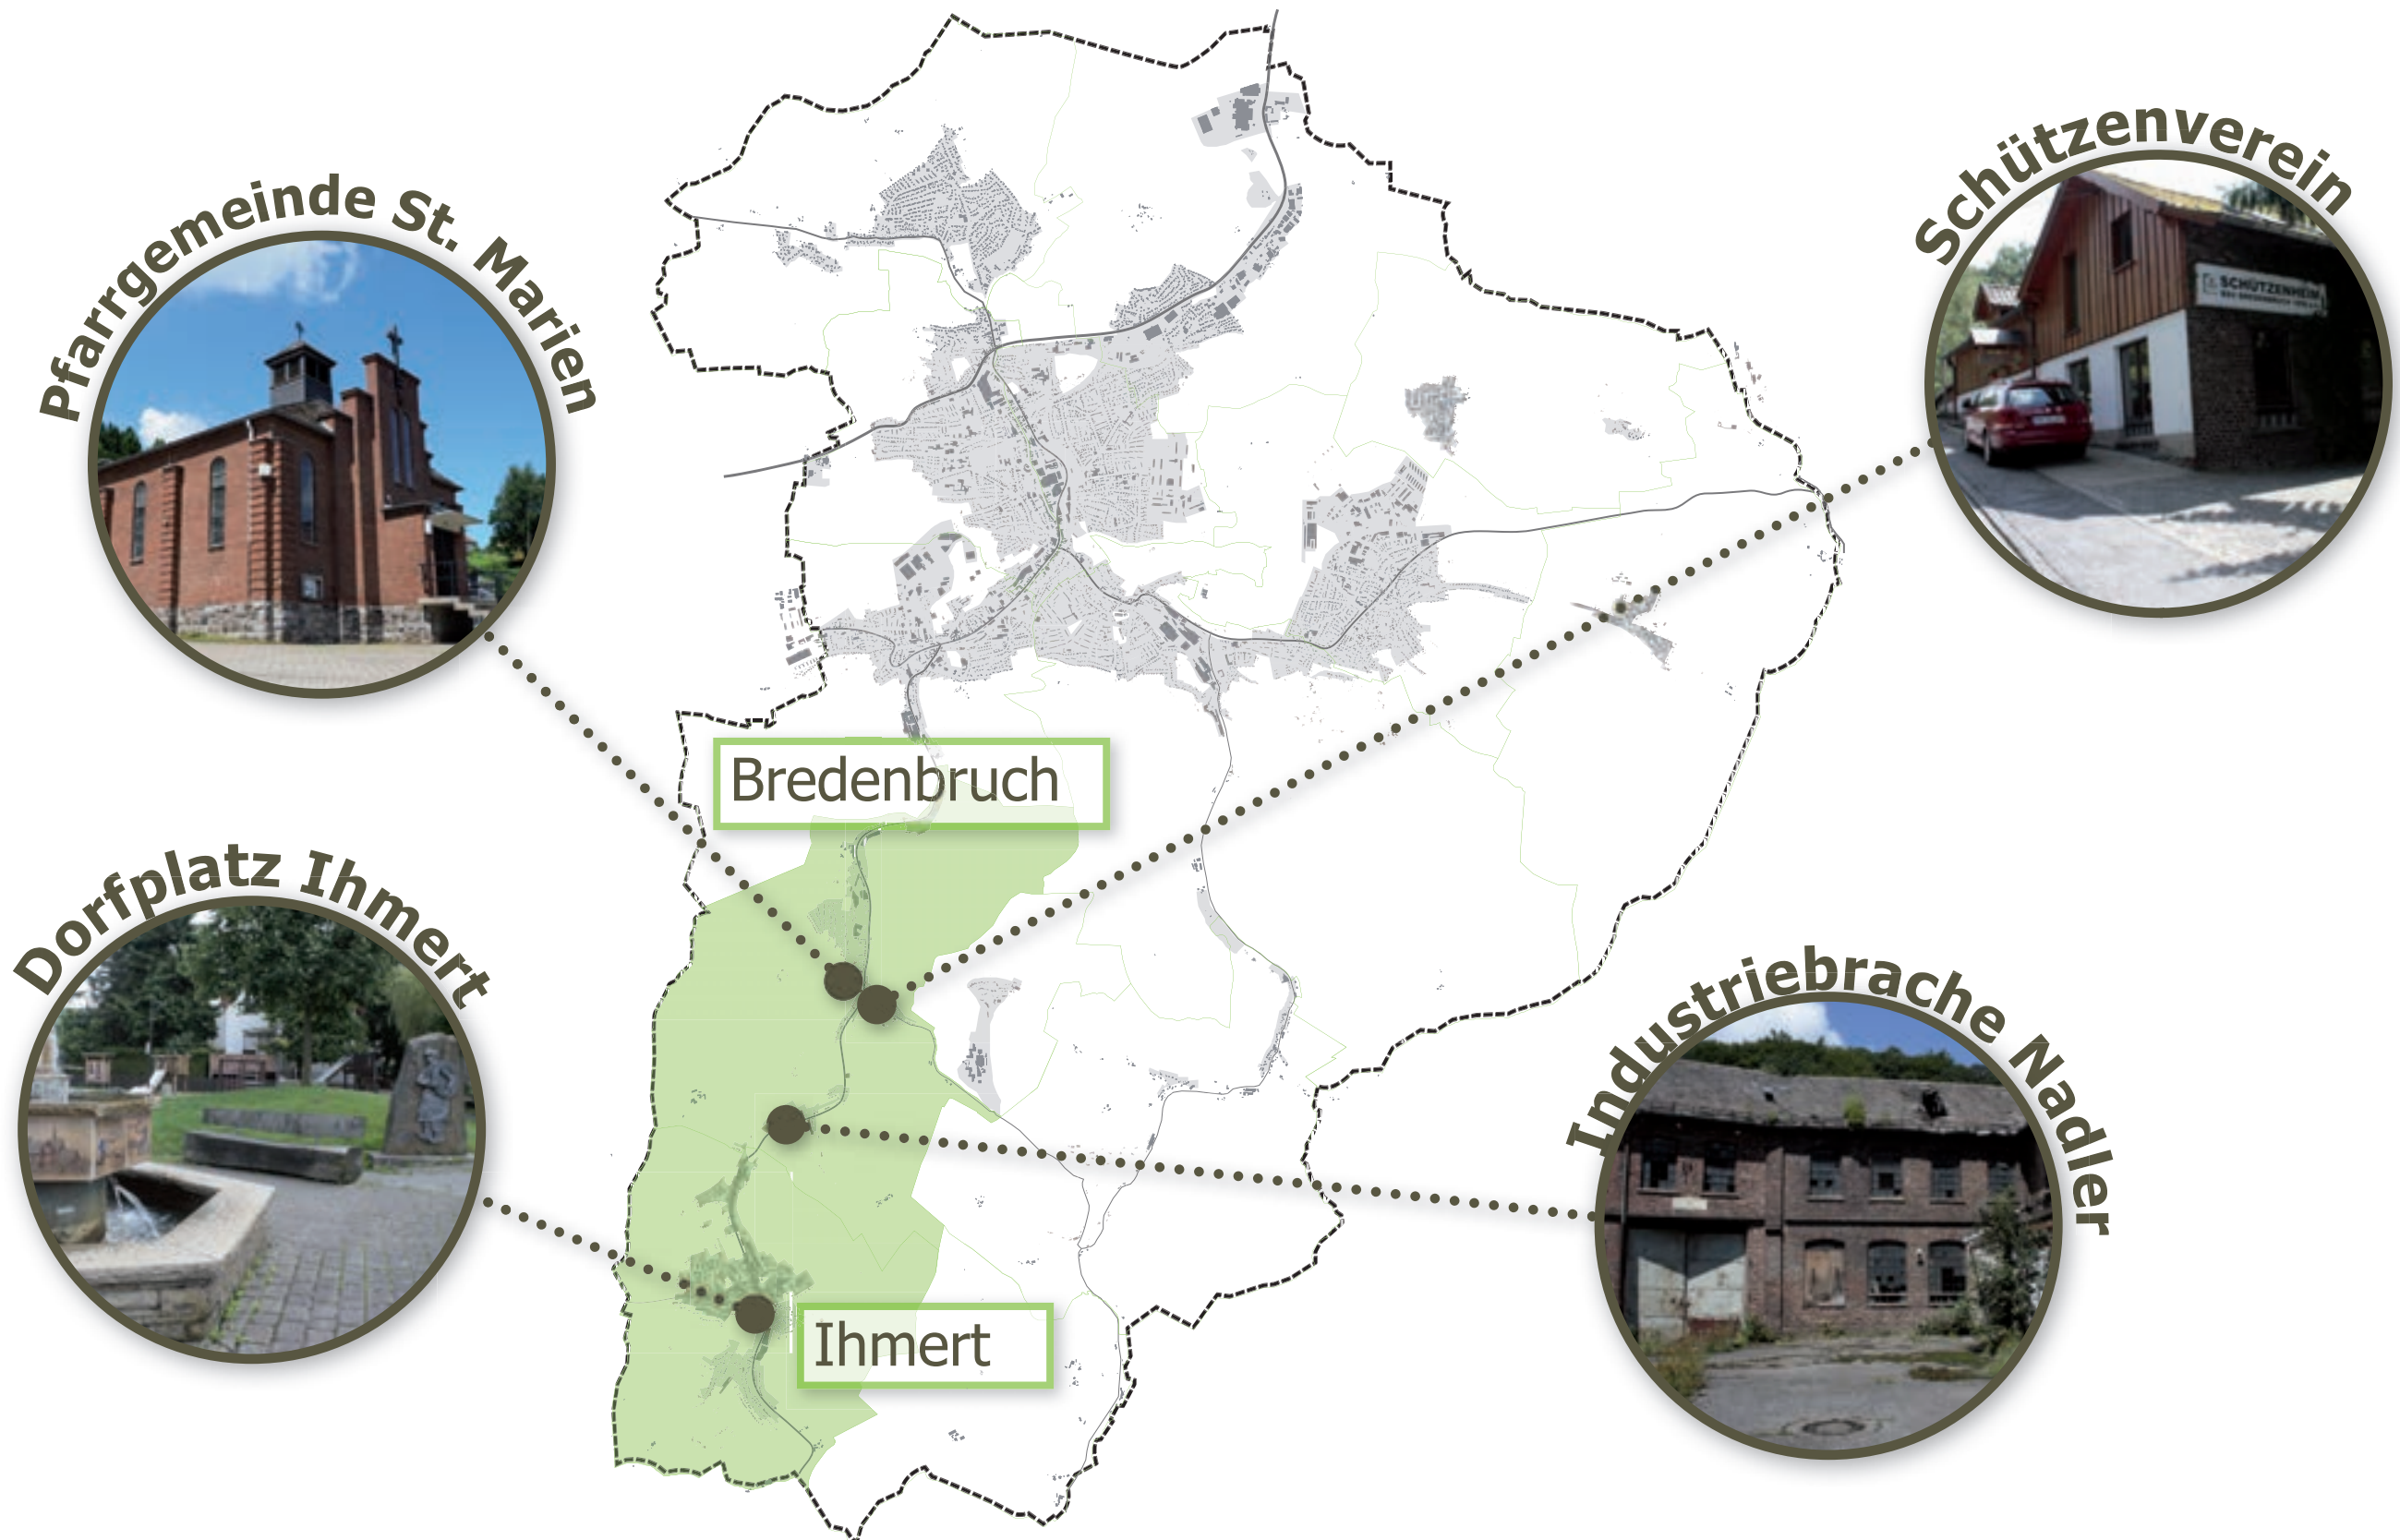 Pfarrgemeinde St. Marien
Schützenverein
SCHÜTZENHEIM
Bredenbruch
Dorfplatz Ihmert
Industriebrache Nadler
Ihmert